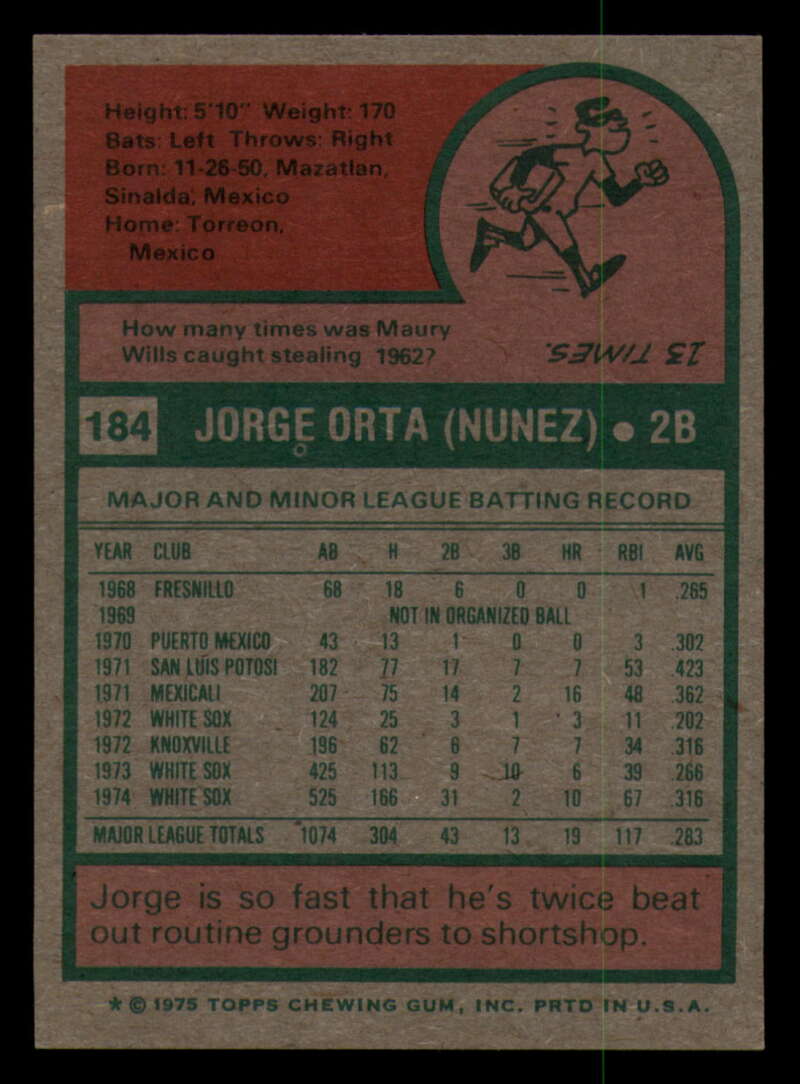 Height: 5'10" Weight: 170
Bats: Left Throws: Right
Born: 11-26-50, Mazatlan,
Sinalda, Mexico
Home: Torreon,
Mexico
How many times was Maury
Wills caught stealing 1962?
13 TIMES.
184 JORGE ORTA (NUNEZ) • 2B
MAJOR AND MINOR LEAGUE BATTING RECORD
YEAR CLUB AB H 2B 3B HR RBI AVG
1968 FRESNILLO 68 18 6 0 0 1 .265
1969 NOT IN ORGANIZED BALL
1970 PUERTO MEXICO 43 13 1 0 0 3 .302
1971 SAN LUIS POTOSI 182 77 17 7 7 53 .423
1971 MEXICALI 207 75 14 2 16 48 .362
1972 WHITE SOX 124 25 3 1 3 11 .202
1972 KNOXVILLE 196 62 6 7 7 34 .316
1973 WHITE SOX 425 113 9 10 6 39 .266
1974 WHITE SOX 525 166 31 2 10 67 .316
MAJOR LEAGUE TOTALS 1074 304 43 13 19 117 .283
Jorge is so fast that he's twice beat
out routine grounders to shortshop.
* © 1975 TOPPS CHEWING GUM, INC. PRTD IN U.S.A.